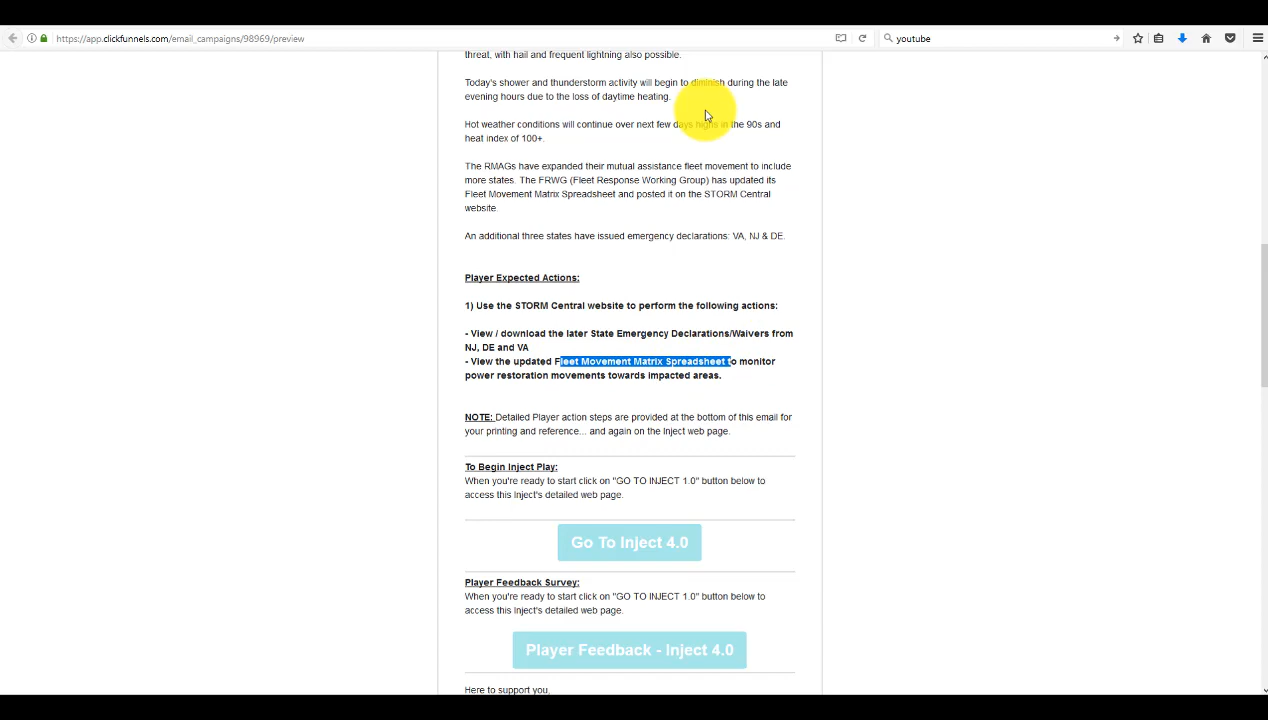 https://app.clickfunnels.com/email_campaigns/98969/preview
youtube
threat, with hail and frequent lightning also possible.
Today's shower and thunderstorm activity will begin to diminish during the late
evening hours due to the loss of daytime heating.
Hot weather conditions will continue over next few days highs in the 90s and
heat index of 100+.
The RMAGs have expanded their mutual assistance fleet movement to include
more states. The FRWG (Fleet Response Working Group) has updated its
Fleet Movement Matrix Spreadsheet and posted it on the STORM Central
website.
An additional three states have issued emergency declarations: VA, NJ & DE.
Player Expected Actions:
1) Use the STORM Central website to perform the following actions:
- View / download the later State Emergency Declarations/Waivers from
NJ, DE and VA
- View the updated Fleet Movement Matrix Spreadsheet to monitor
power restoration movements towards impacted areas.
NOTE: Detailed Player action steps are provided at the bottom of this email for
your printing and reference... and again on the Inject web page.
To Begin Inject Play:
When you're ready to start click on "GO TO INJECT 1.0" button below to
access this Inject's detailed web page.
Go To Inject 4.0
Player Feedback Survey:
When you're ready to start click on "GO TO INJECT 1.0" button below to
access this Inject's detailed web page.
Player Feedback - Inject 4.0
Here to support you,